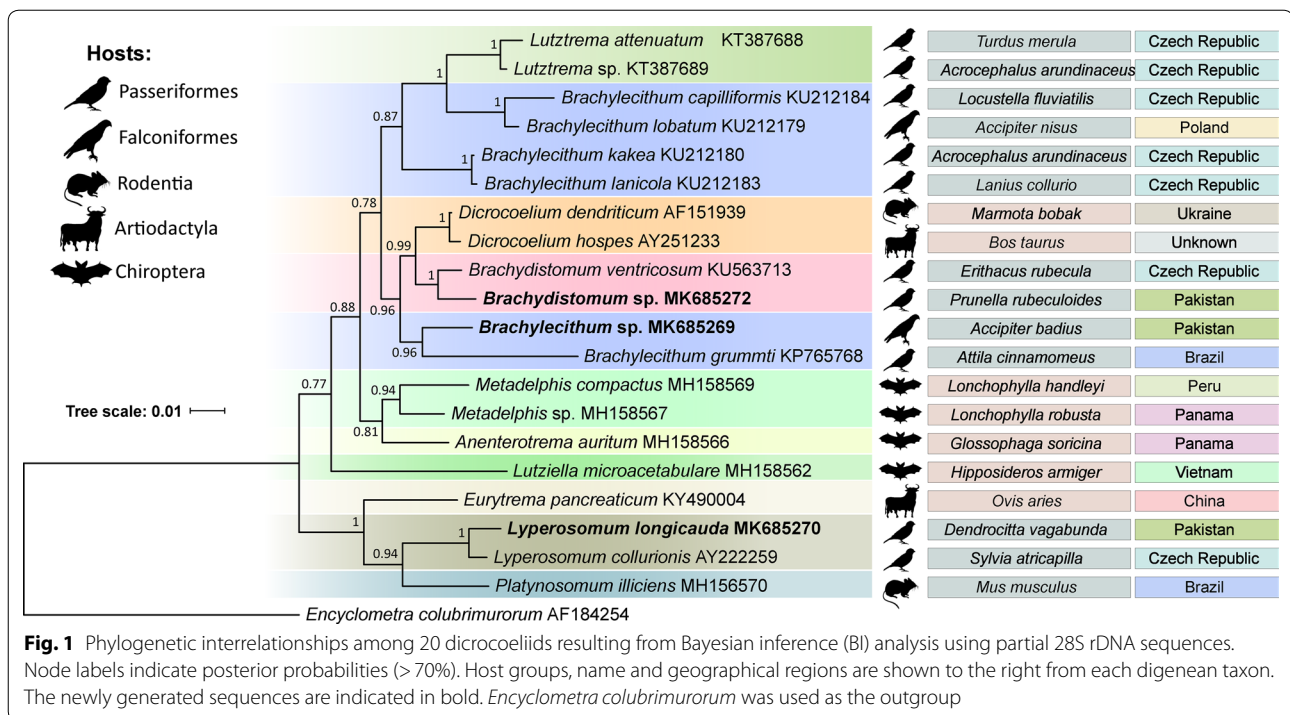 Hosts:
Passeriformes
Falconiformes
Rodentia
Artiodactyla
Chiroptera
Tree scale: 0.01
1
Lutztrema attenuatum KT387688 Turdus merula Czech Republic
Lutztrema sp. KT387689 Acrocephalus arundinaceus Czech Republic
1
Brachylecithum capilliformis KU212184 Locustella fluviatilis Czech Republic
1
Brachylecithum lobatum KU212179 Accipiter nisus Poland
0.87
Brachylecithum kakea KU212180 Acrocephalus arundinaceus Czech Republic
1
Brachylecithum lanicola KU212183 Lanius collurio Czech Republic
0.78
Dicrocoelium dendriticum AF151939 Marmota bobak Ukraine
1
Dicrocoelium hospes AY251233 Bos taurus Unknown
0.99
Brachydistomum ventricosum KU563713 Erithacus rubecula Czech Republic
1
Brachydistomum sp. MK685272 Prunella rubeculoides Pakistan
0.96
0.88
Brachylecithum sp. MK685269 Accipiter badius Pakistan
0.96
Brachylecithum grummti KP765768 Attila cinnamomeus Brazil
0.77
Metadelphis compactus MH158569 Lonchophylla handleyi Peru
0.94
Metadelphis sp. MH158567 Lonchophylla robusta Panama
0.81
Anenterotrema auritum MH158566 Glossophaga soricina Panama
Lutziella microacetabulare MH158562 Hipposideros armiger Vietnam
Eurytrema pancreaticum KY490004 Ovis aries China
1
Lyperosomum longicauda MK685270 Dendrocitta vagabunda Pakistan
1
0.94
Lyperosomum collurionis AY222259 Sylvia atricapilla Czech Republic
Platynosomum illiciens MH156570 Mus musculus Brazil
Encyclometra colubrimurorum AF184254
Fig. 1 Phylogenetic interrelationships among 20 dicrocoeliids resulting from Bayesian inference (BI) analysis using partial 28S rDNA sequences.
Node labels indicate posterior probabilities (> 70%). Host groups, name and geographical regions are shown to the right from each digenean taxon.
The newly generated sequences are indicated in bold. Encyclometra colubrimurorum was used as the outgroup